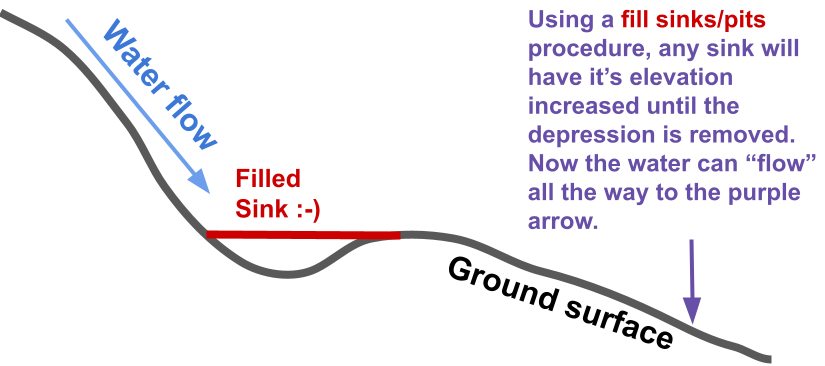 Using a fill sinks/pits
procedure, any sink will
have it's elevation
increased until the
depression is removed.
Now the water can “flow”
all the way to the purple
arrow.
Water flow
Filled
Sink :-)
Ground surface